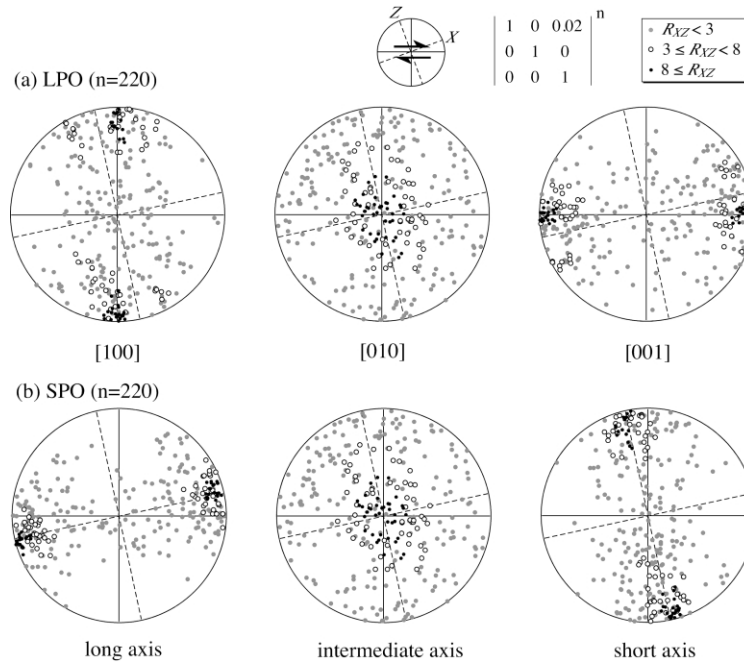 Z
X
1 0 0.02
0 1 0
0 0 1
n
R_XZ < 3
3 ≤ R_XZ < 8
8 ≤ R_XZ
(a) LPO (n=220)
[100] [010] [001]
(b) SPO (n=220)
long axis intermediate axis short axis